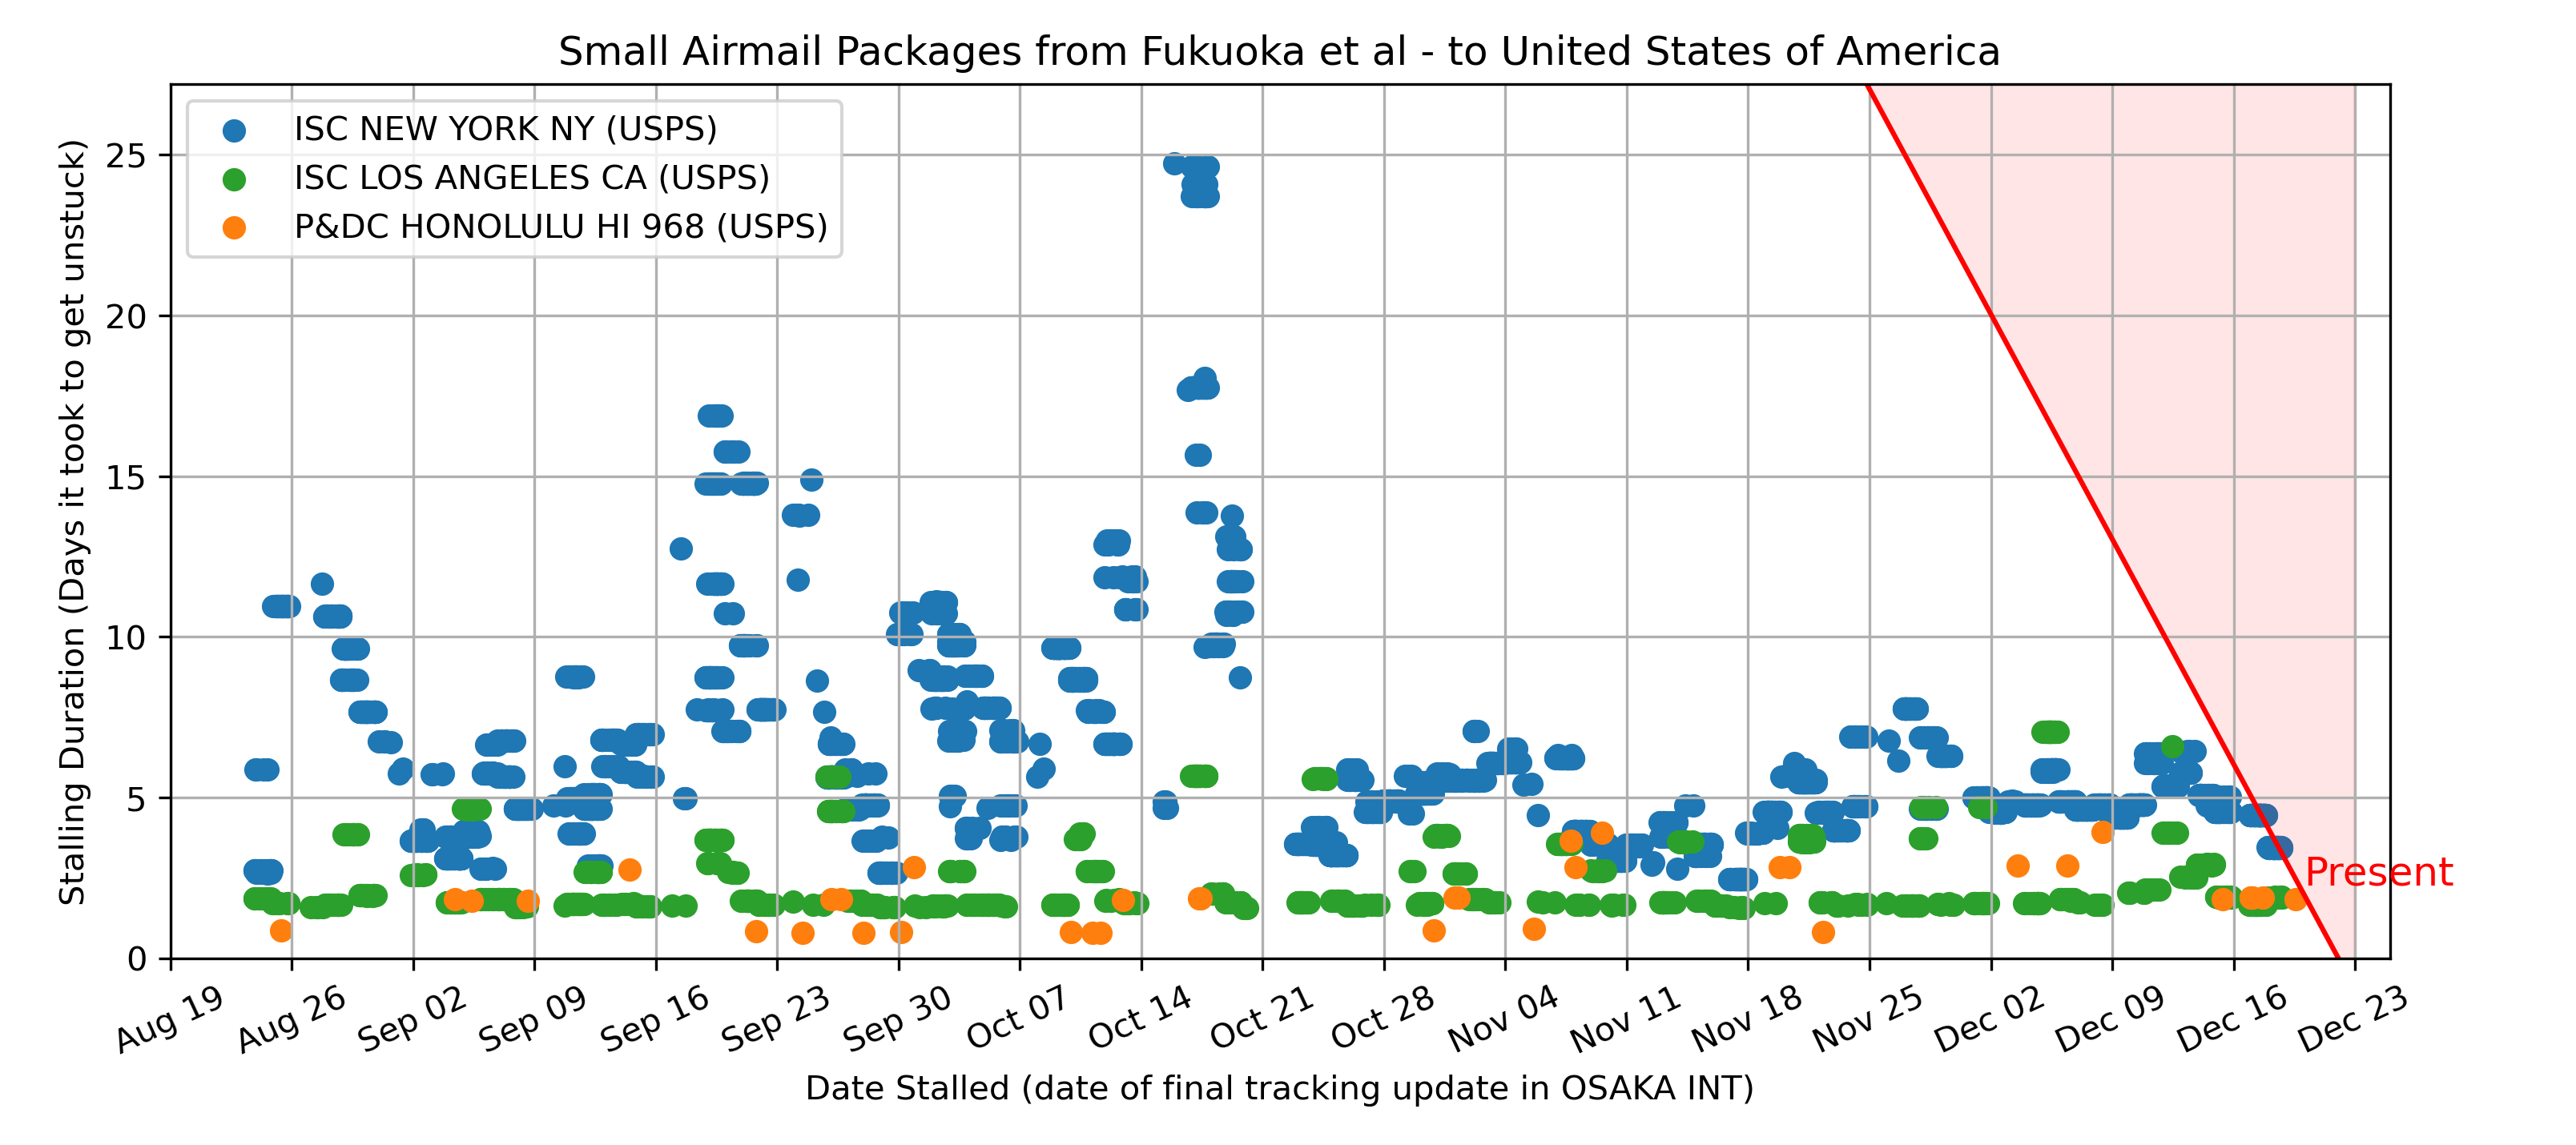 Small Airmail Packages from Fukuoka et al - to United States of America
ISC NEW YORK NY (USPS)
ISC LOS ANGELES CA (USPS)
P&DC HONOLULU HI 968 (USPS)
Stalling Duration (Days it took to get unstuck)
25
20
15
10
5
0
Present
Aug 19
Aug 26
Sep 02
Sep 09
Sep 16
Sep 23
Sep 30
Oct 07
Oct 14
Oct 21
Oct 28
Nov 04
Nov 11
Nov 18
Nov 25
Dec 02
Dec 09
Dec 16
Dec 23
Date Stalled (date of final tracking update in OSAKA INT)